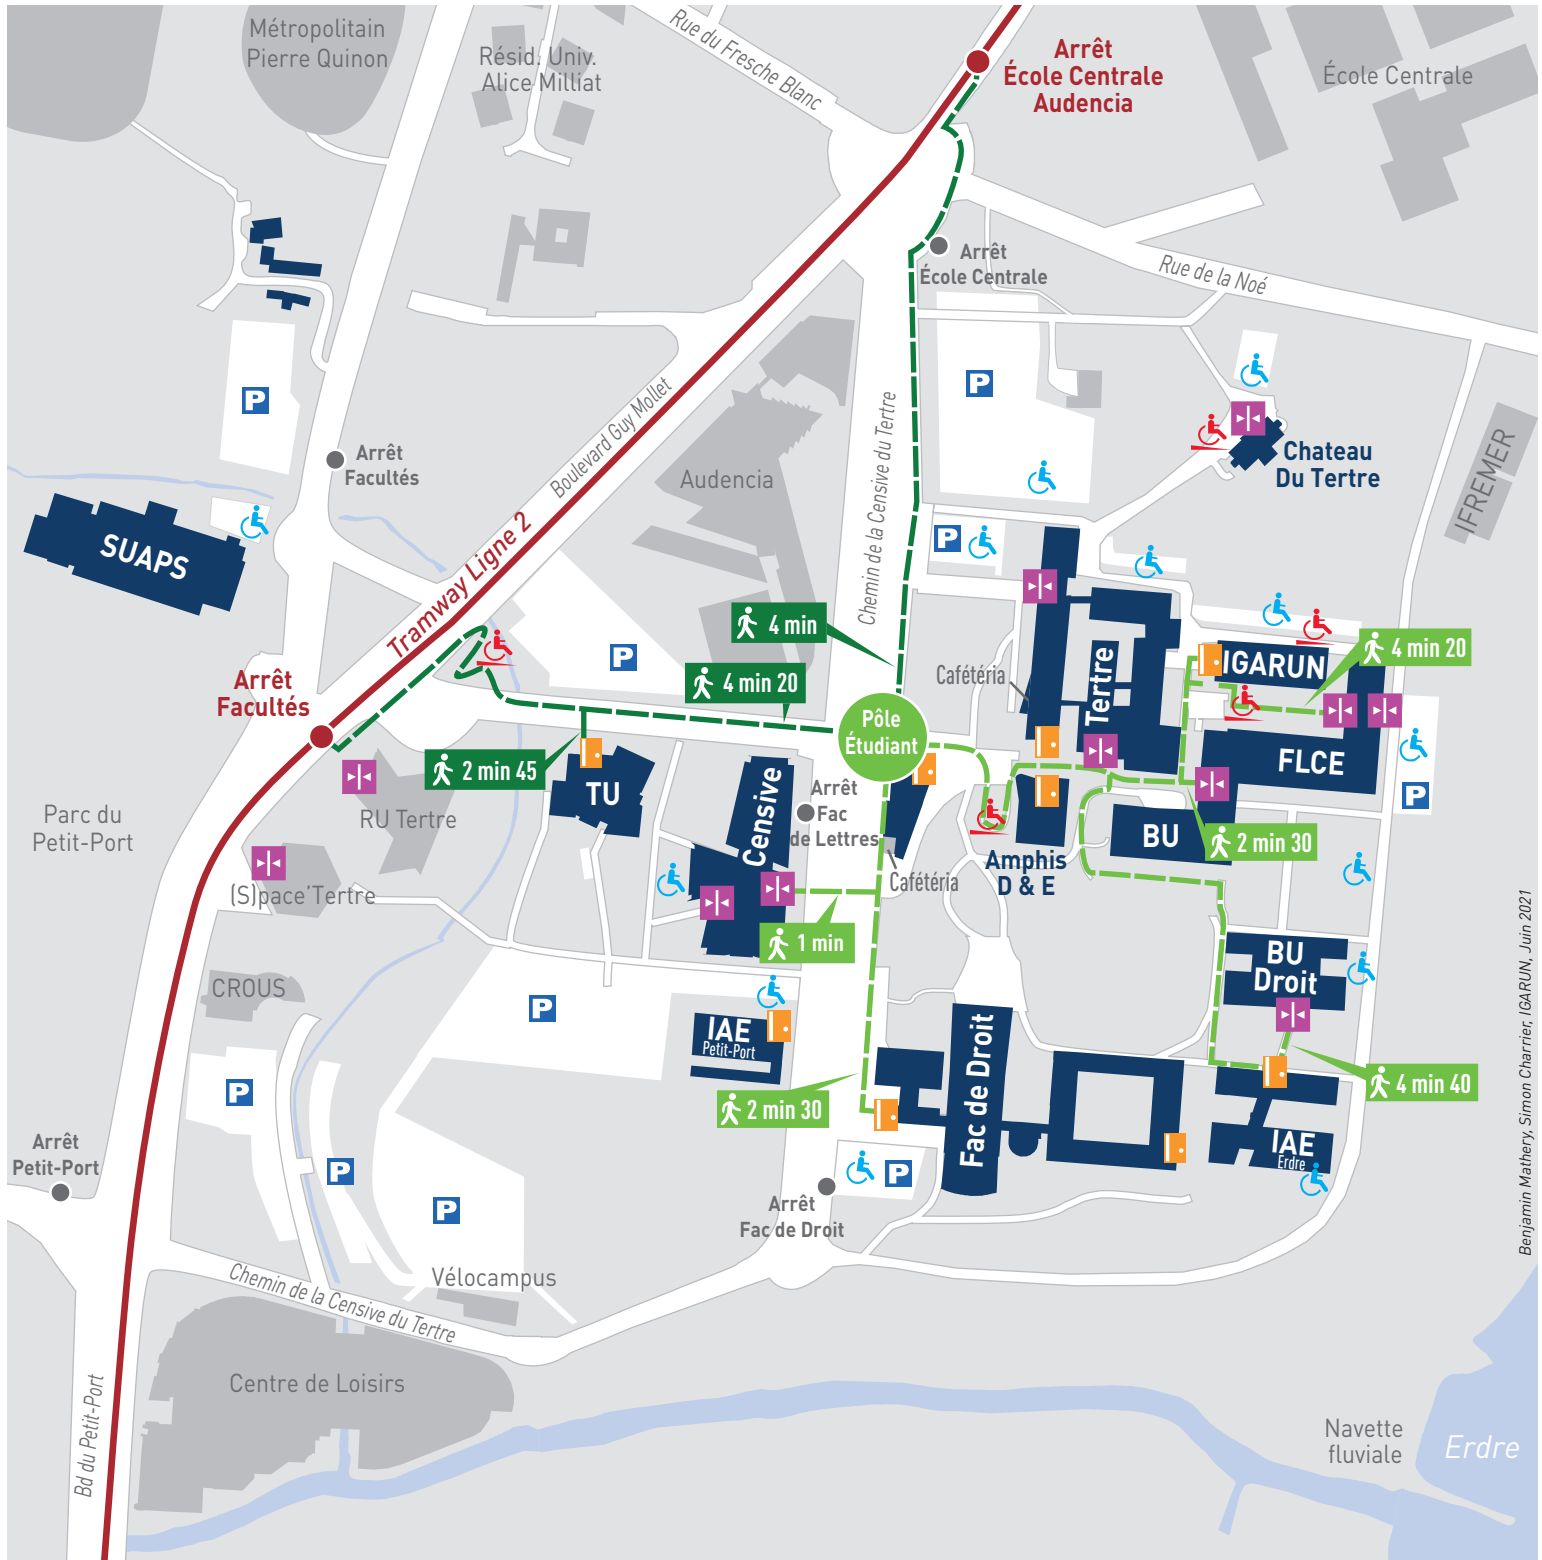 Métropolitain
Pierre Quinon
Résid. Univ.
Alice Milliat
Rue du Fresche Blanc
Arrêt
École Centrale
Audencia
École Centrale
Arrêt
École Centrale
Rue de la Noé
P
P
Boulevard Guy Mollet
Chemin de la Censive du Tertre
Arrêt
Facultés
Audencia
Chateau
Du Tertre
IFREMER
SUAPS
Tramway Ligne 2
P
P
4 min
4 min 20
Cafétéria
Tertre
IGARUN
4 min 20
Arrêt
Facultés
Pôle
Étudiant
FLCE
P
2 min 45
TU
Censive
Arrêt
Fac
de Lettres
Parc du
Petit-Port
RU Tertre
BU
2 min 30
Amphis
D & E
Cafétéria
(S)pace'Tertre
1 min
BU
Droit
CROUS
P
IAE
Petit-Port
Fac de Droit
P
2 min 30
4 min 40
Arrêt
Petit-Port
P
P
P
IAE
Erdre
Arrêt
Fac de Droit
Vélocampus
Chemin de la Censive du Tertre
Centre de Loisirs
Bd du Petit-Port
Navette
fluviale
Erdre
Benjamin Mathery, Simon Charrier, IGARUN, Juin 2021